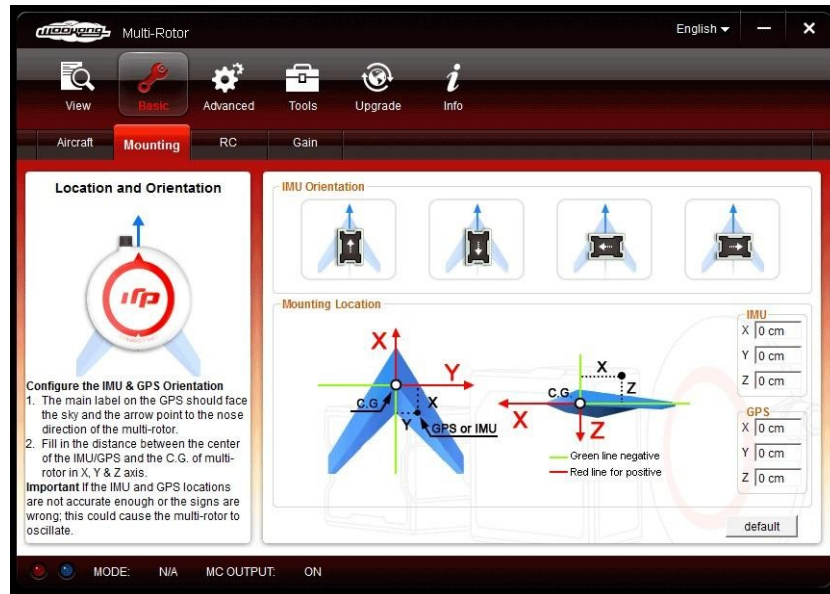 Wooyong Multi-Rotor English
View Basic Advanced Tools Upgrade Info
Aircraft Mounting RC Gain
Location and Orientation
Configure the IMU & GPS Orientation
1. The main label on the GPS should face
the sky and the arrow point to the nose
direction of the multi-rotor.
2. Fill in the distance between the center
of the IMU/GPS and the C.G. of multi-
rotor in X, Y & Z axis.
Important If the IMU and GPS locations
are not accurate enough or the signs are
wrong; this could cause the multi-rotor to
oscillate.
IMU Orientation
Mounting Location
X
Y
C.G
X
Y
GPS or IMU
X
C.G.
Z
X
Z
Green line negative
Red line for positive
IMU
X 0 cm
Y 0 cm
Z 0 cm
GPS
X 0 cm
Y 0 cm
Z 0 cm
default
MODE: N/A MC OUTPUT: ON